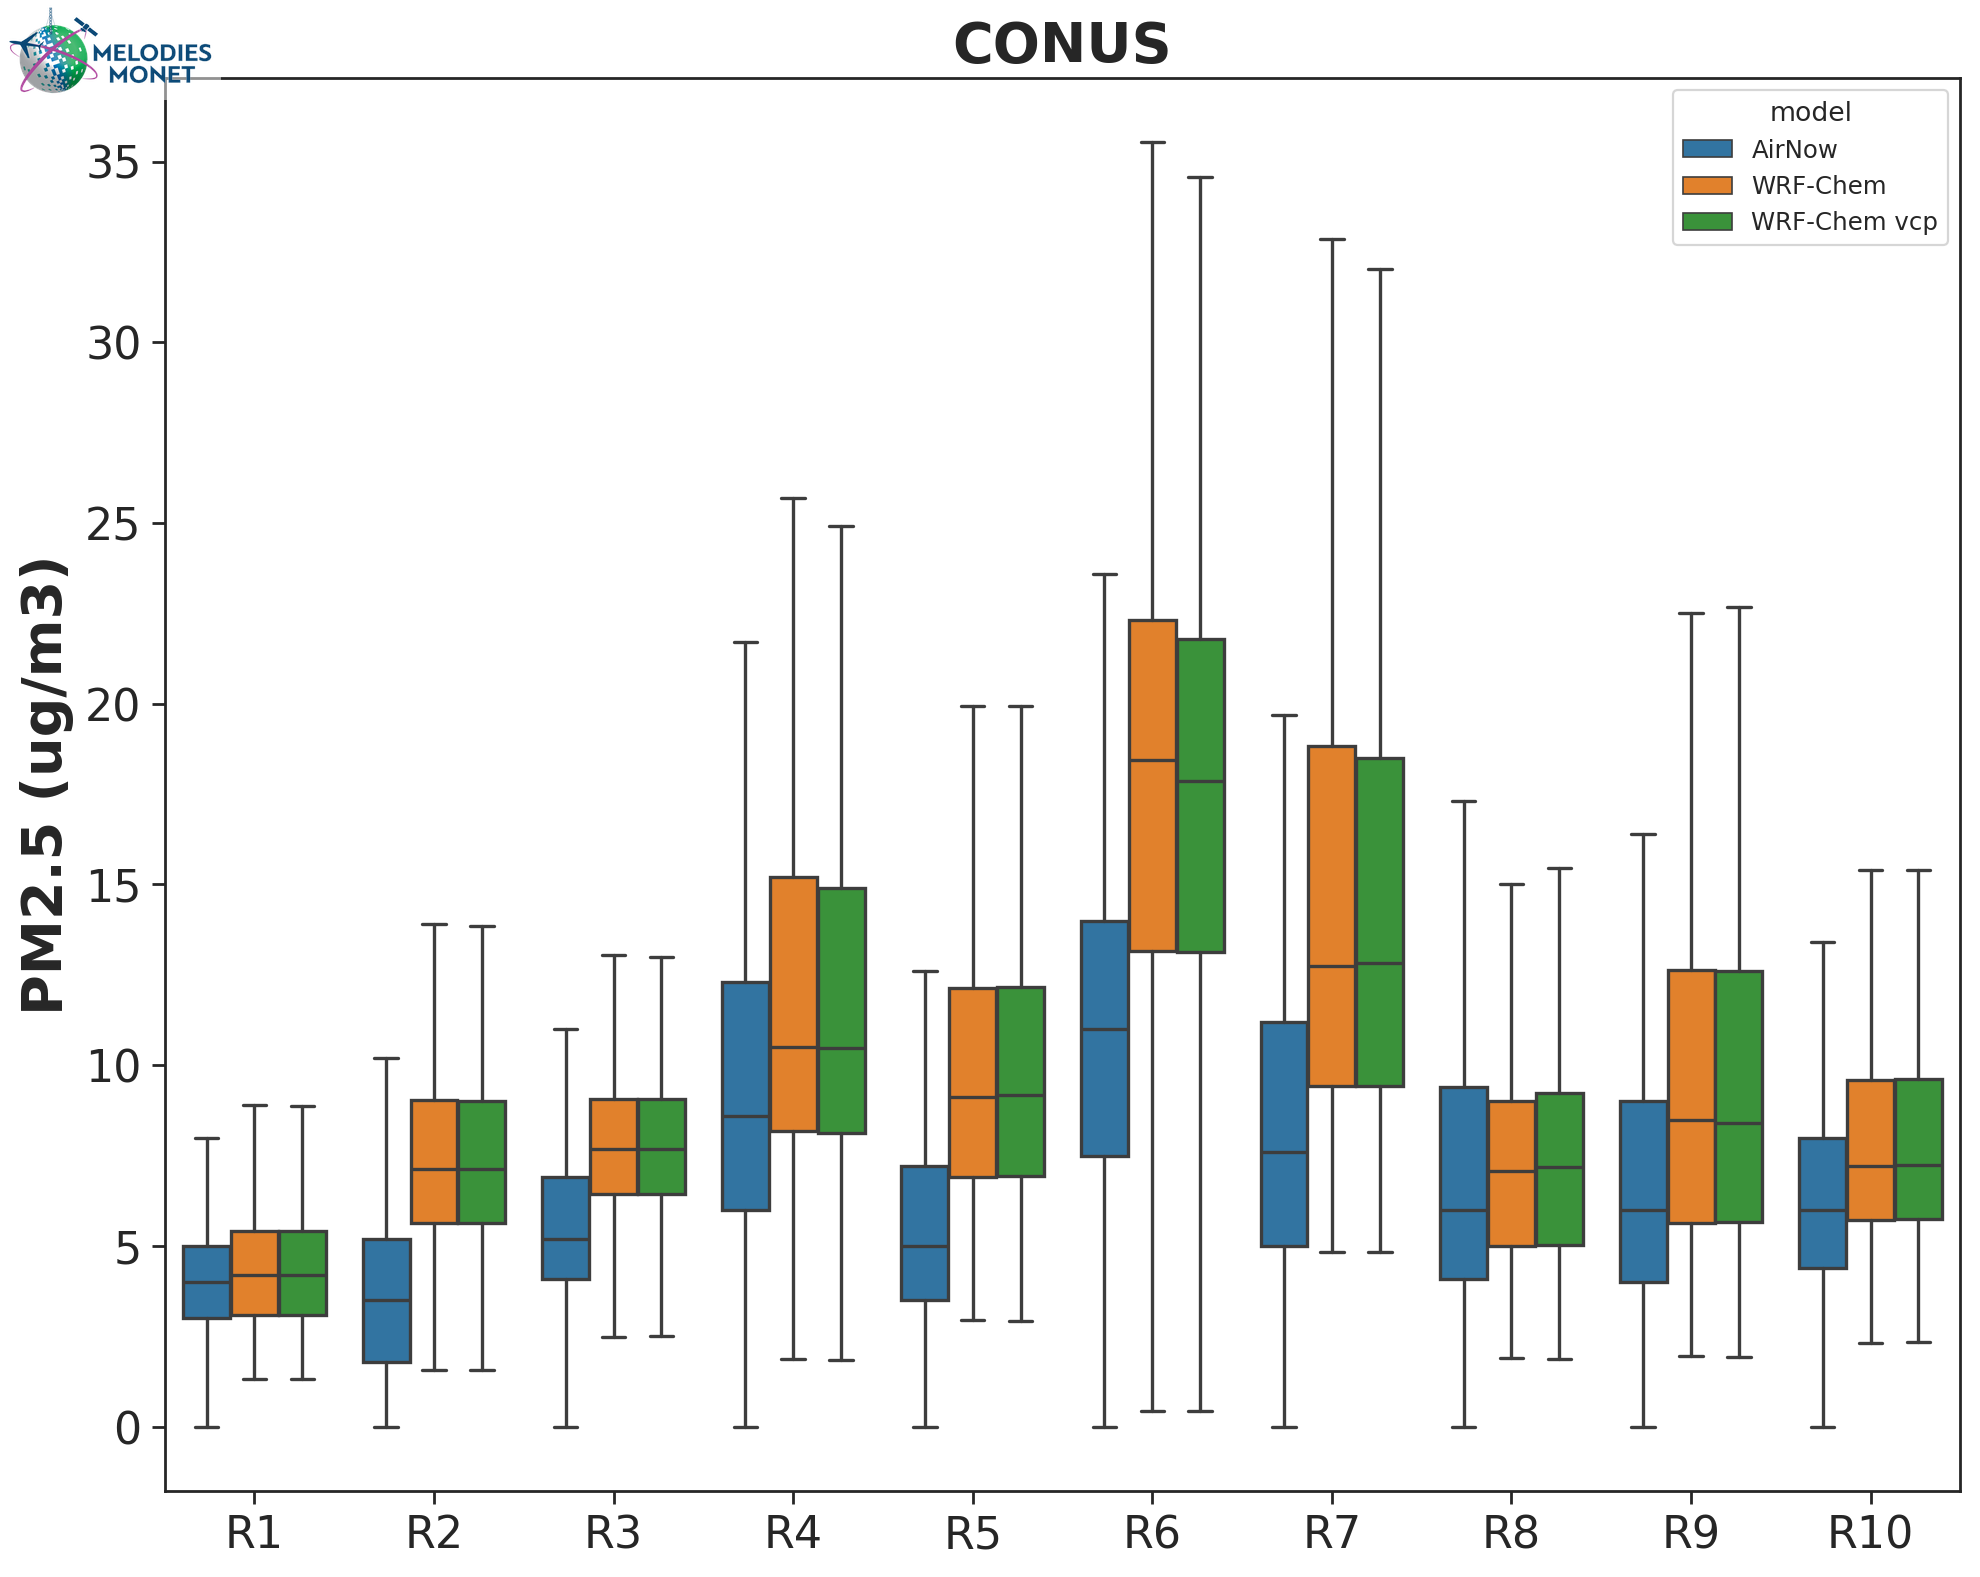 MELODIES
MONET
CONUS
model
AirNow
WRF-Chem
WRF-Chem vcp
PM2.5 (ug/m3)
35
30
25
20
15
10
5
0
R1 R2 R3 R4 R5 R6 R7 R8 R9 R10